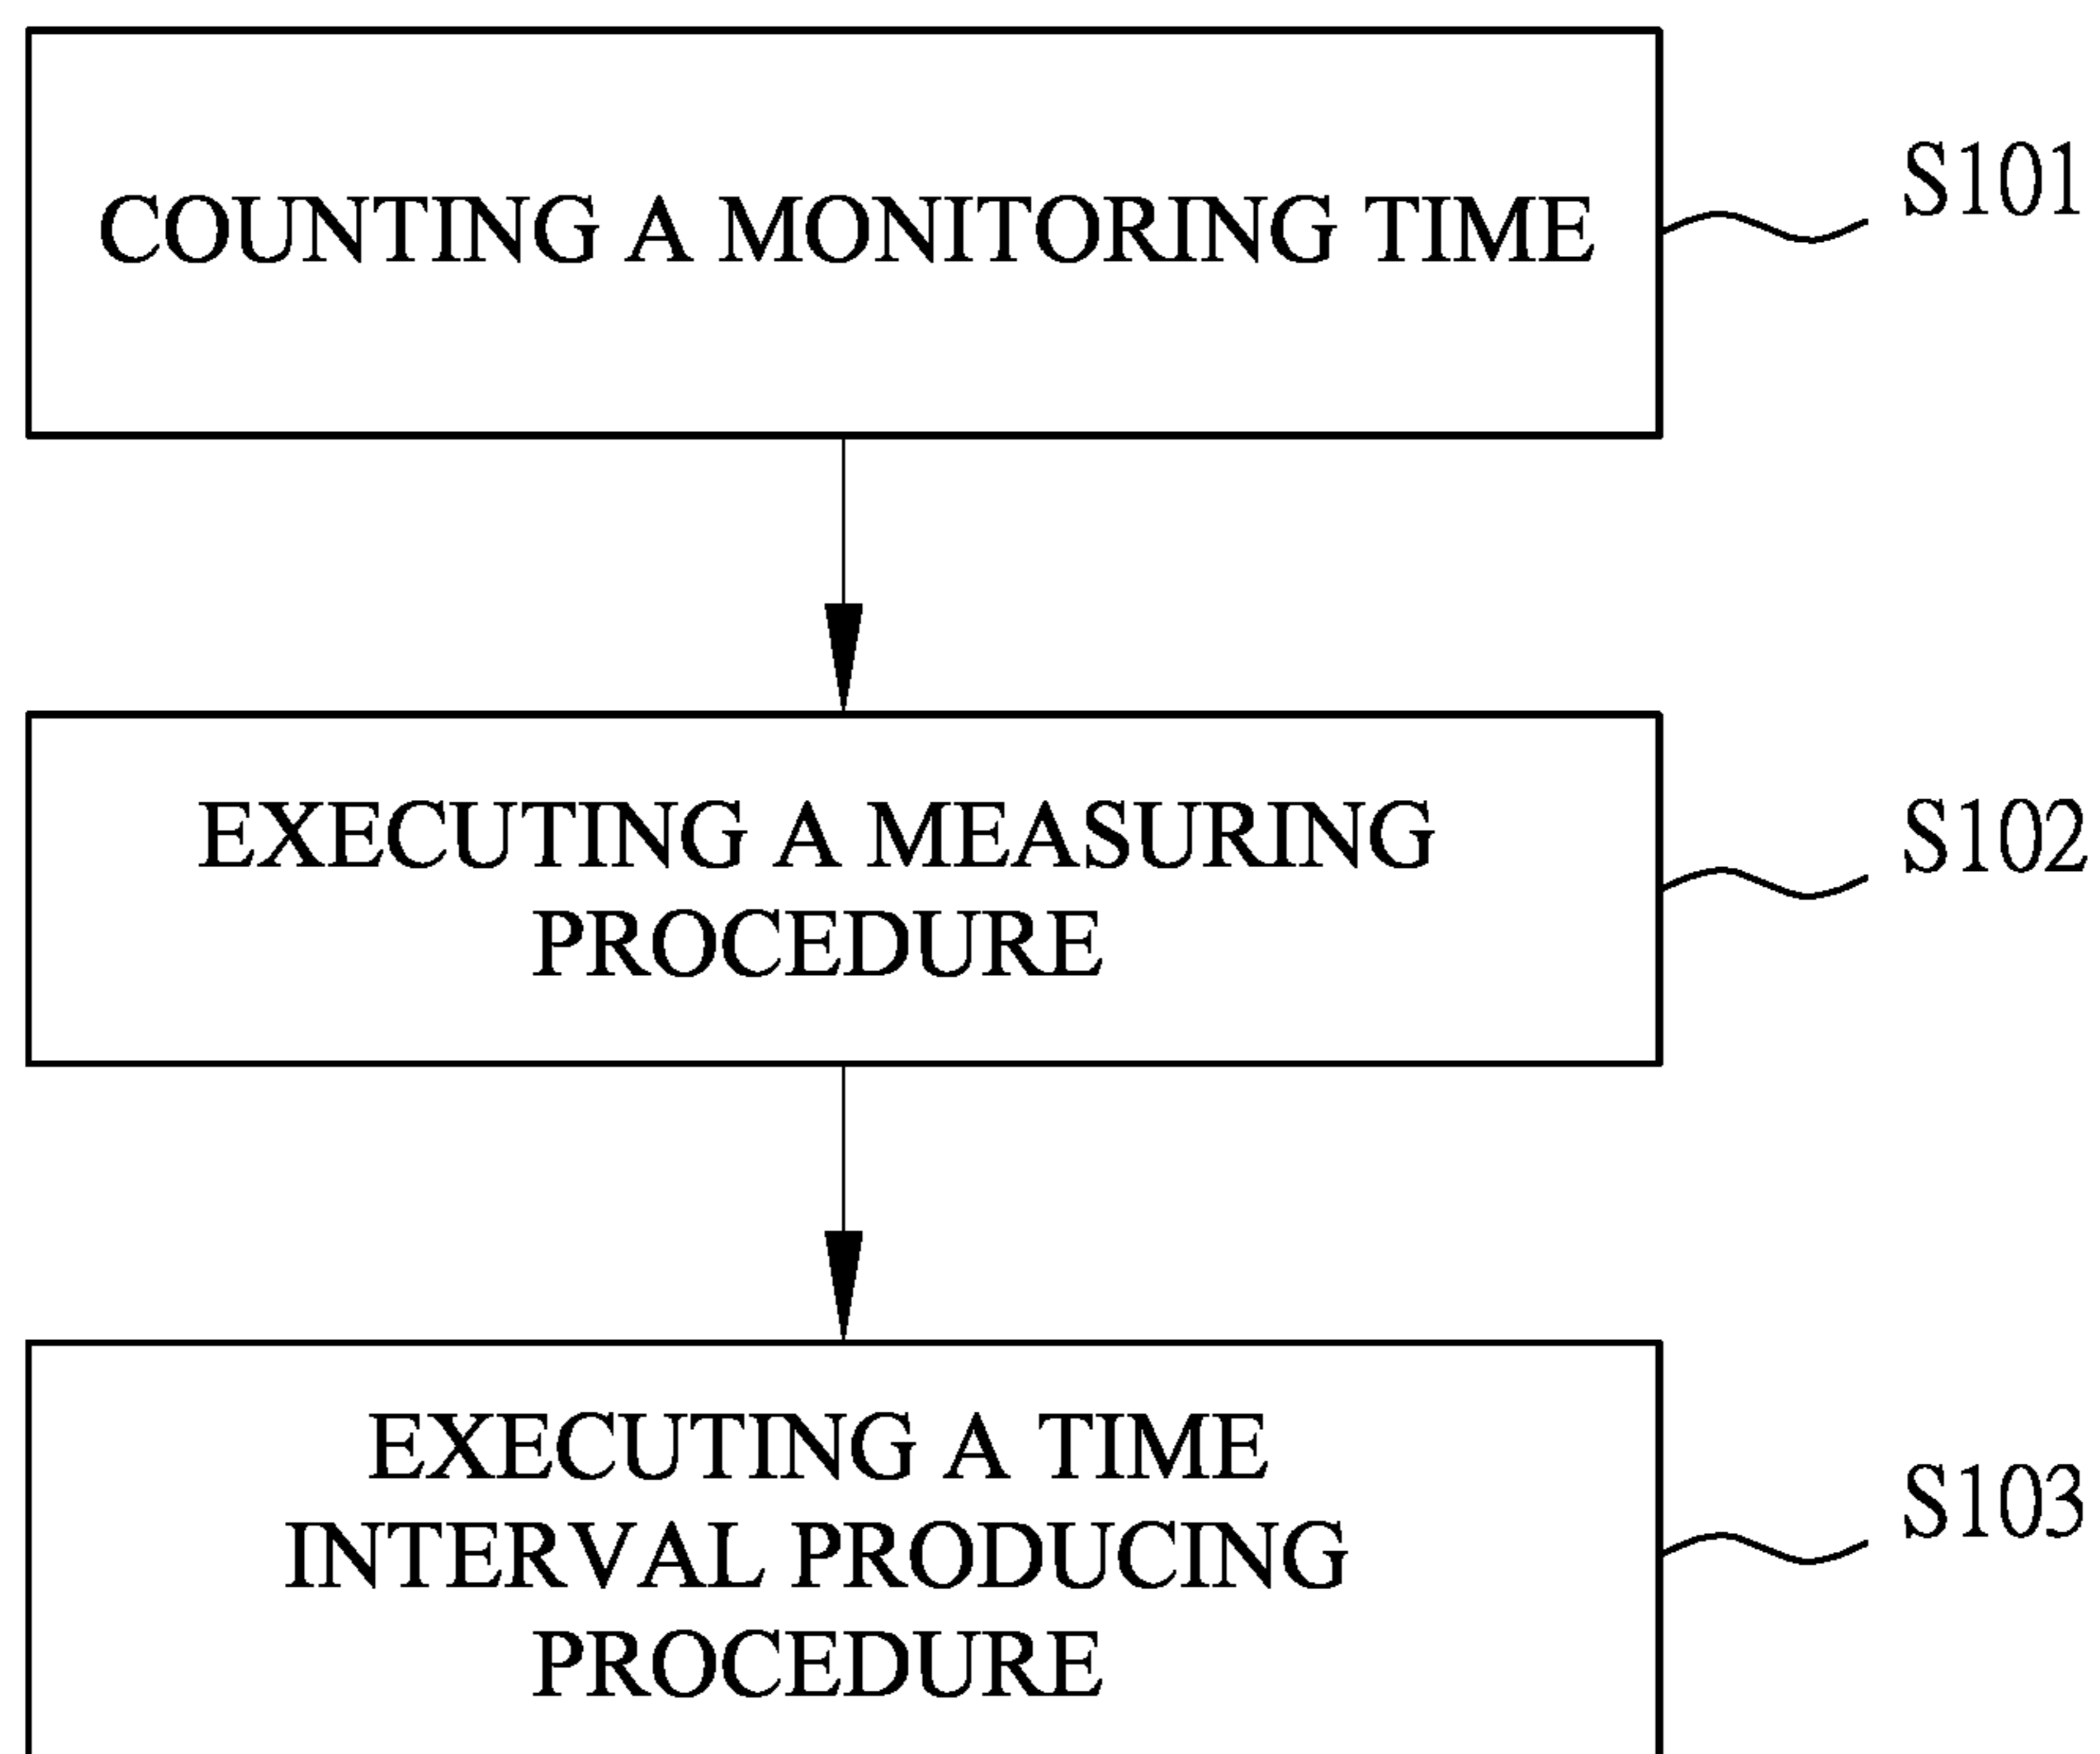 COUNTING A MONITORING TIME
S101
EXECUTING A MEASURING
PROCEDURE
S102
EXECUTING A TIME
INTERVAL PRODUCING
PROCEDURE
S103